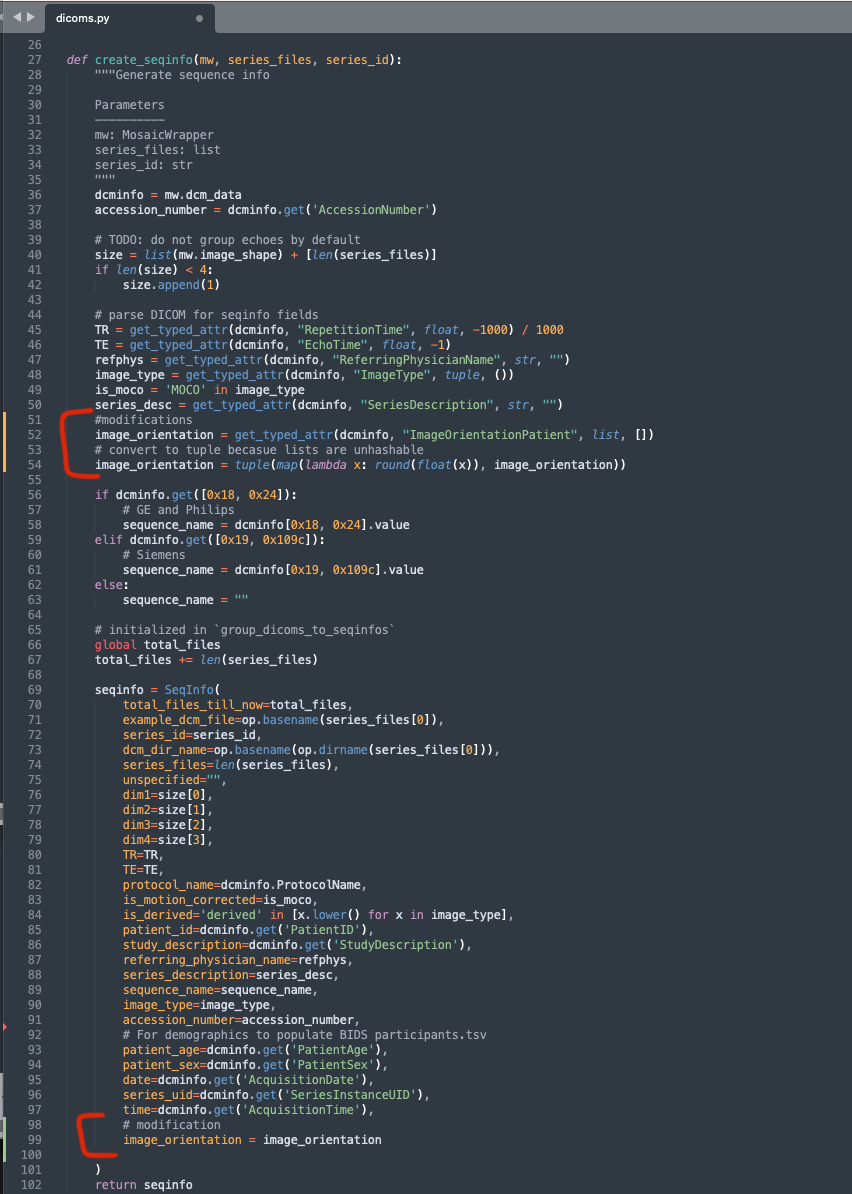 dicoms.py
26
27 def create_seqinfo(mw, series_files, series_id):
28 """Generate sequence info
29
30 Parameters
31 ----------
32 mw: MosaicWrapper
33 series_files: list
34 series_id: str
35 """
36 dcminfo = mw.dcm_data
37 accession_number = dcminfo.get('AccessionNumber')
38
39 # TODO: do not group echoes by default
40 size = list(mw.image_shape) + [len(series_files)]
41 if len(size) < 4:
42 size.append(1)
43
44 # parse DICOM for seqinfo fields
45 TR = get_typed_attr(dcminfo, "RepetitionTime", float, -1000) / 1000
46 TE = get_typed_attr(dcminfo, "EchoTime", float, -1)
47 refphys = get_typed_attr(dcminfo, "ReferringPhysicianName", str, "")
48 image_type = get_typed_attr(dcminfo, "ImageType", tuple, ())
49 is_moco = 'MOCO' in image_type
50 series_desc = get_typed_attr(dcminfo, "SeriesDescription", str, "")
51 #modifications
52 image_orientation = get_typed_attr(dcminfo, "ImageOrientationPatient", list, [])
53 # convert to tuple becasue lists are unhashable
54 image_orientation = tuple(map(lambda x: round(float(x)), image_orientation))
55
56 if dcminfo.get([0x18, 0x24]):
57 # GE and Philips
58 sequence_name = dcminfo[0x18, 0x24].value
59 elif dcminfo.get([0x19, 0x109c]):
60 # Siemens
61 sequence_name = dcminfo[0x19, 0x109c].value
62 else:
63 sequence_name = ""
64
65 # initialized in `group_dicoms_to_seqinfos`
66 global total_files
67 total_files += len(series_files)
68
69 seqinfo = SeqInfo(
70 total_files_till_now=total_files,
71 example_dcm_file=op.basename(series_files[0]),
72 series_id=series_id,
73 dcm_dir_name=op.basename(op.dirname(series_files[0])),
74 series_files=len(series_files),
75 unspecified="",
76 dim1=size[0],
77 dim2=size[1],
78 dim3=size[2],
79 dim4=size[3],
80 TR=TR,
81 TE=TE,
82 protocol_name=dcminfo.ProtocolName,
83 is_motion_corrected=is_moco,
84 is_derived='derived' in [x.lower() for x in image_type],
85 patient_id=dcminfo.get('PatientID'),
86 study_description=dcminfo.get('StudyDescription'),
87 referring_physician_name=refphys,
88 series_description=series_desc,
89 sequence_name=sequence_name,
90 image_type=image_type,
91 accession_number=accession_number,
92 # For demographics to populate BIDS participants.tsv
93 patient_age=dcminfo.get('PatientAge'),
94 patient_sex=dcminfo.get('PatientSex'),
95 date=dcminfo.get('AcquisitionDate'),
96 series_uid=dcminfo.get('SeriesInstanceUID'),
97 time=dcminfo.get('AcquisitionTime'),
98 # modification
99 image_orientation = image_orientation
100
101 )
102 return seqinfo